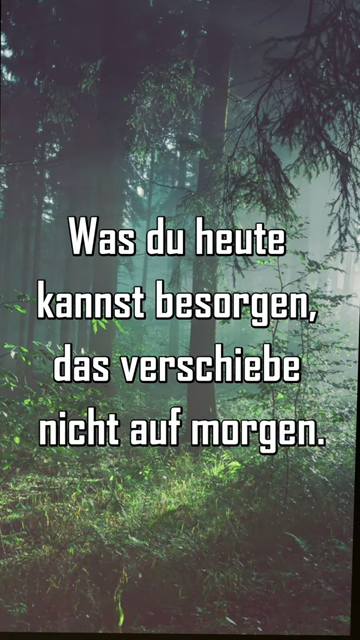 Was du heute
kannst besorgen,
das verschiebe
nicht auf morgen.